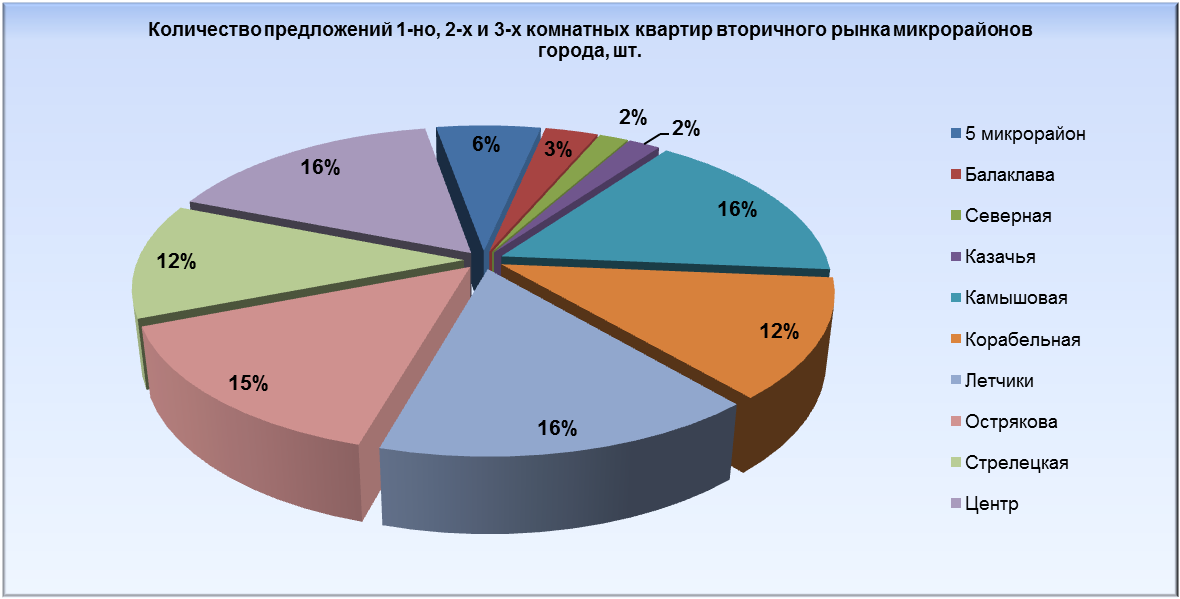 Количество предложений 1-но, 2-х и 3-х комнатных квартир вторичного рынка микрорайонов
города, шт.
2%
6%
3%
2%
16%
16%
12%
12%
15%
16%
5 микрорайон
Балаклава
Северная
Казачья
Камышовая
Корабельная
Летчики
Острякова
Стрелецкая
Центр